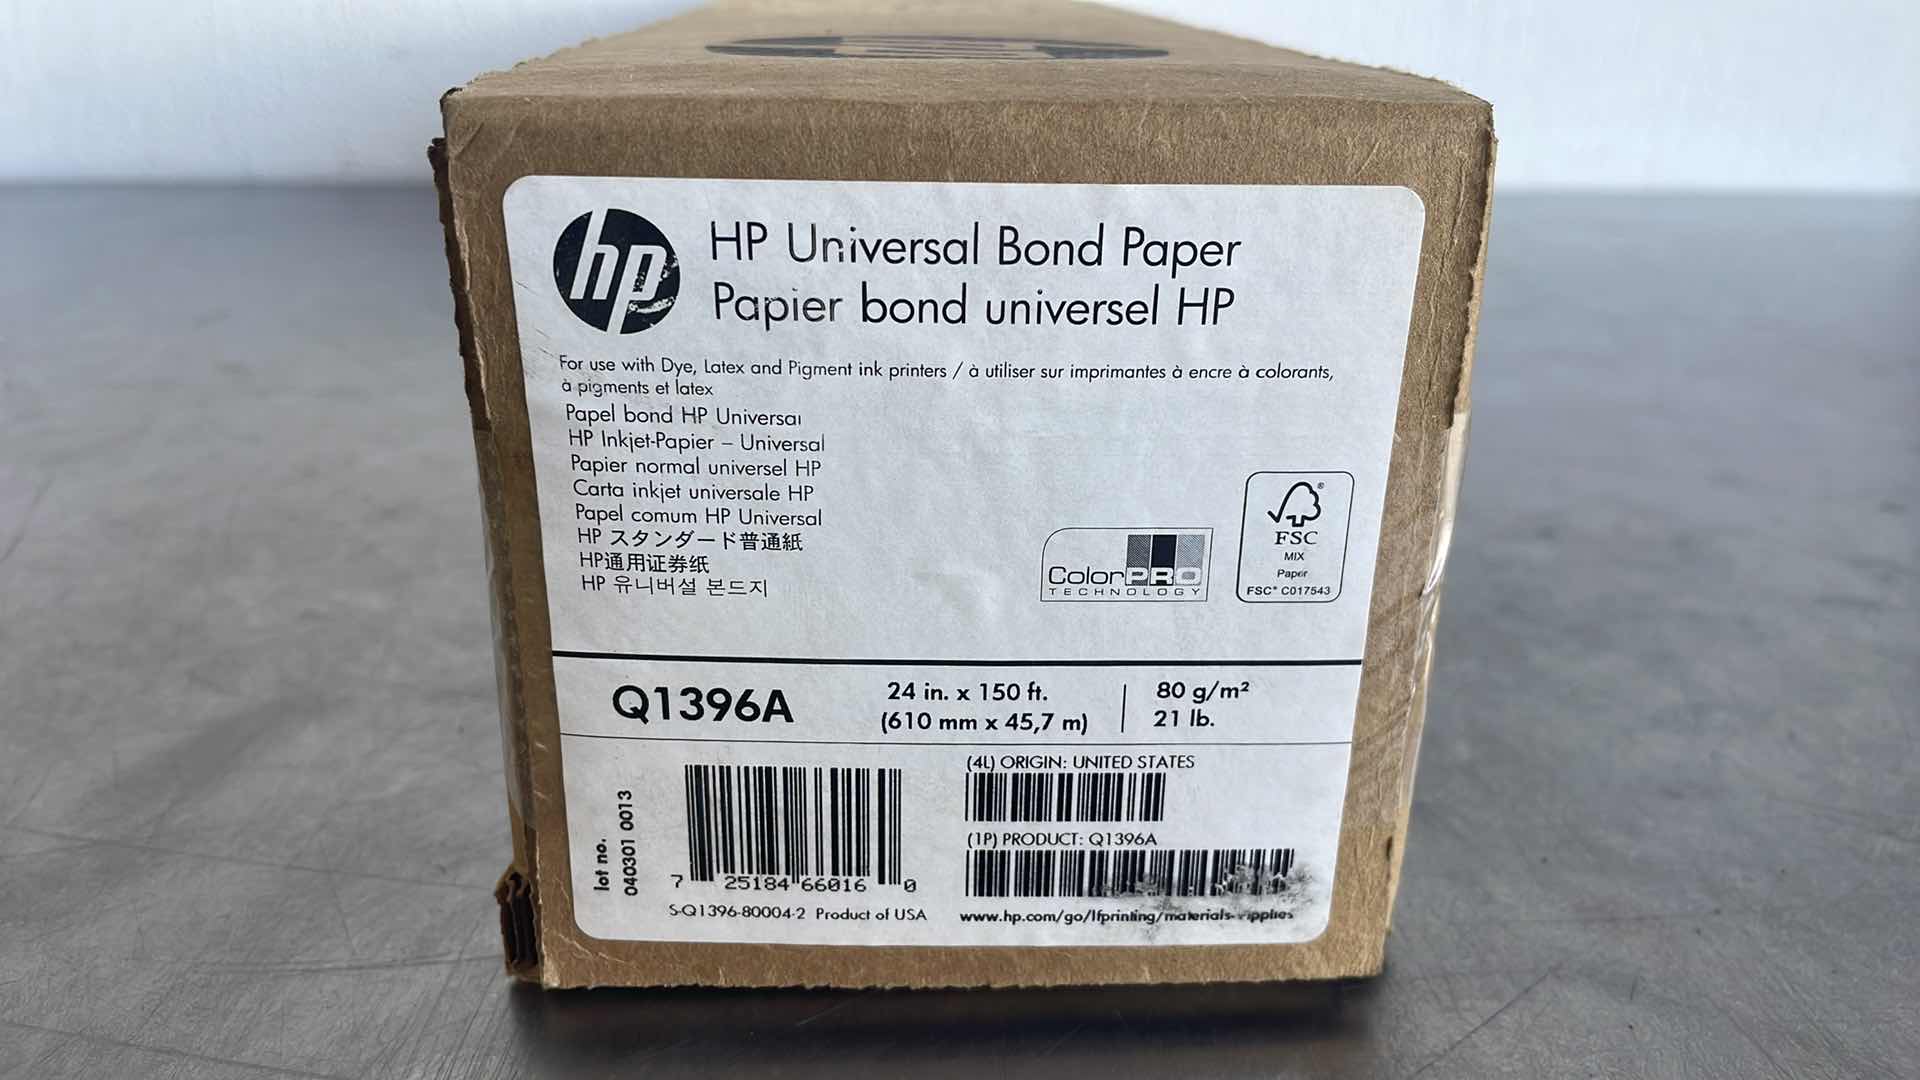 hp
HP Universal Bond Paper
Papier bond universel HP
For use with Dye, Latex and Pigment ink printers / à utiliser sur imprimantes à encre à colorants,
à pigments et latex
Papel bond HP Universal
HP Inkjet-Papier – Universal
Papier normal universel HP
Carta inkjet universale HP
Papel comum HP Universal
HP スタンダード普通紙
HP通用证券纸
HP 유니버설 본드지
ColorPRO
TECHNOLOGY
®
FSC
MIX
Paper
FSC® C017543
Q1396A
24 in. x 150 ft.
(610 mm x 45,7 m)
80 g/m²
21 lb.
lot no.
040301 0013
7 25184 66016 0
S-Q1396-80004-2 Product of USA
(4L) ORIGIN: UNITED STATES
(1P) PRODUCT: Q1396A
www.hp.com/go/lfprinting/materials-